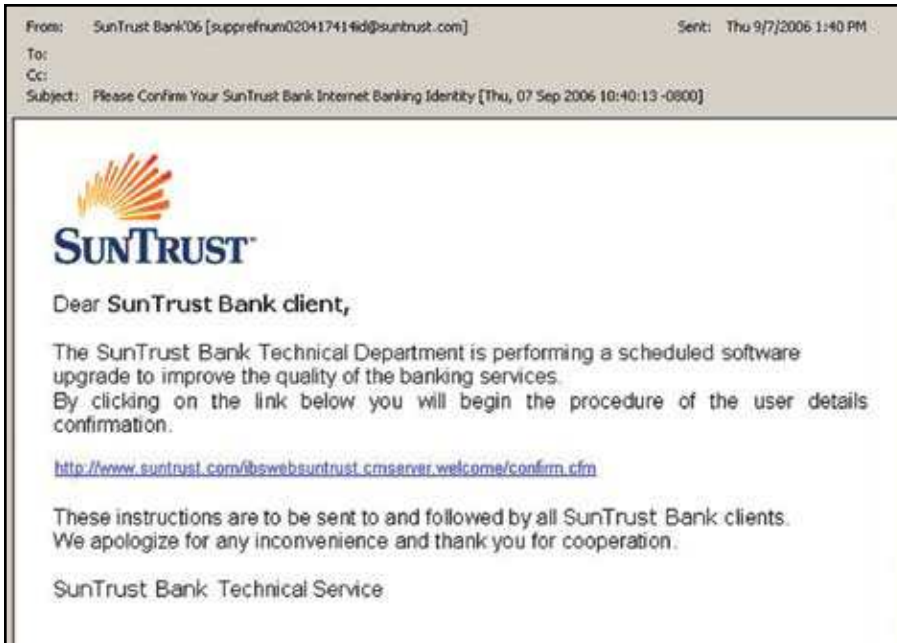 From: SunTrust Bank'06 [supprefnum020417414id@suntrust.com] Sent: Thu 9/7/2006 1:40 PM
To:
Cc:
Subject: Please Confirm Your SunTrust Bank Internet Banking Identity [Thu, 07 Sep 2006 10:40:13 -0800]
SUNTRUST
Dear SunTrust Bank client,
The SunTrust Bank Technical Department is performing a scheduled software
upgrade to improve the quality of the banking services.
By clicking on the link below you will begin the procedure of the user details
confirmation.
http://www.suntrust.com/ibswebsuntrust.cmserver.welcome/confirm.cfm
These instructions are to be sent to and followed by all SunTrust Bank clients.
We apologize for any inconvenience and thank you for cooperation.
SunTrust Bank Technical Service